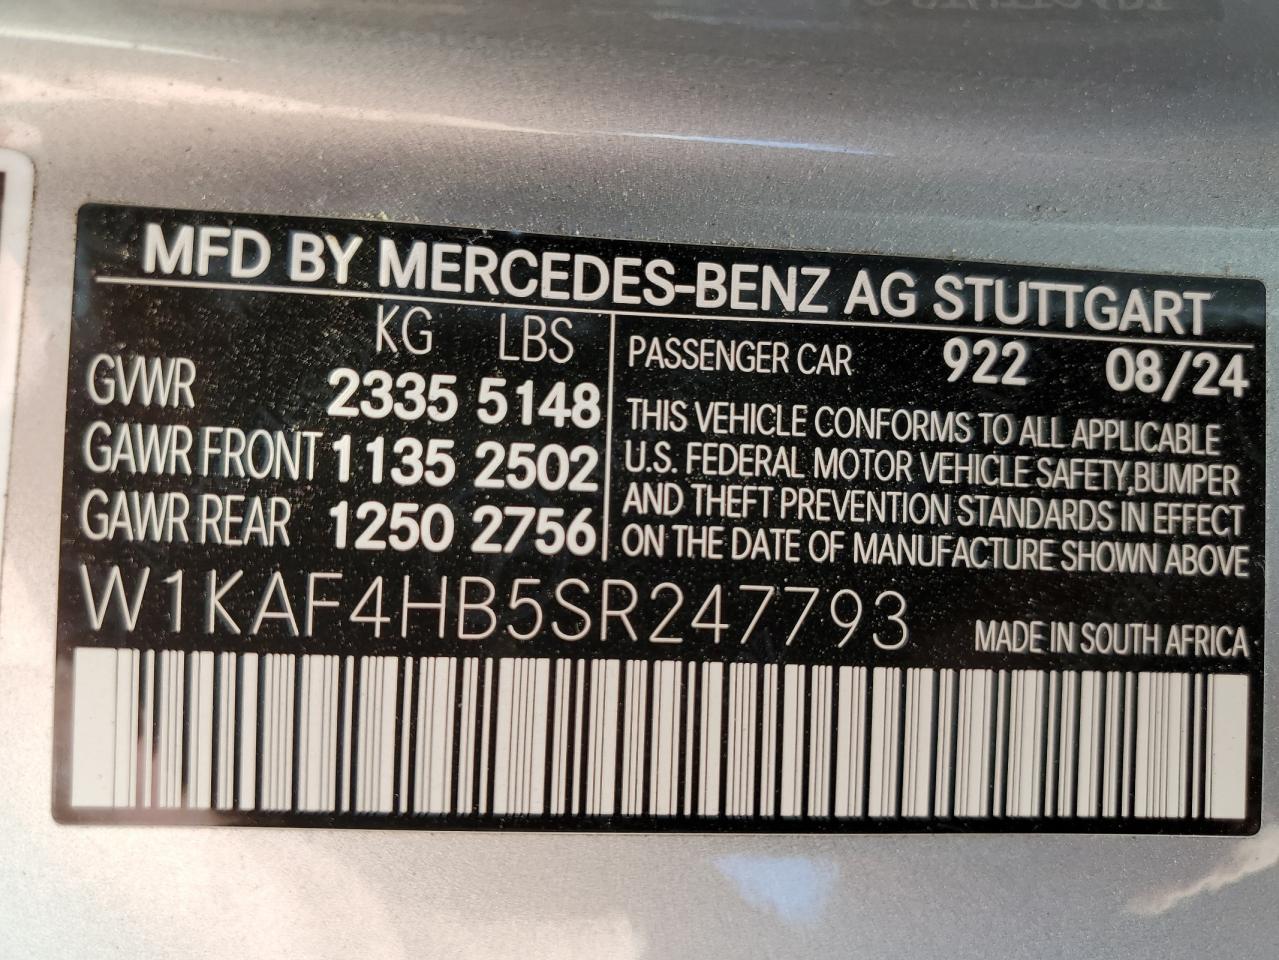 MFD BY MERCEDES-BENZ AG STUTTGART
KG LBS
GVWR 2335 5148
GAWR FRONT 1135 2502
GAWR REAR 1250 2756
PASSENGER CAR 922 08/24
THIS VEHICLE CONFORMS TO ALL APPLICABLE
U.S. FEDERAL MOTOR VEHICLE SAFETY,BUMPER
AND THEFT PREVENTION STANDARDS IN EFFECT
ON THE DATE OF MANUFACTURE SHOWN ABOVE
W1KAF4HB5SR247793
MADE IN SOUTH AFRICA